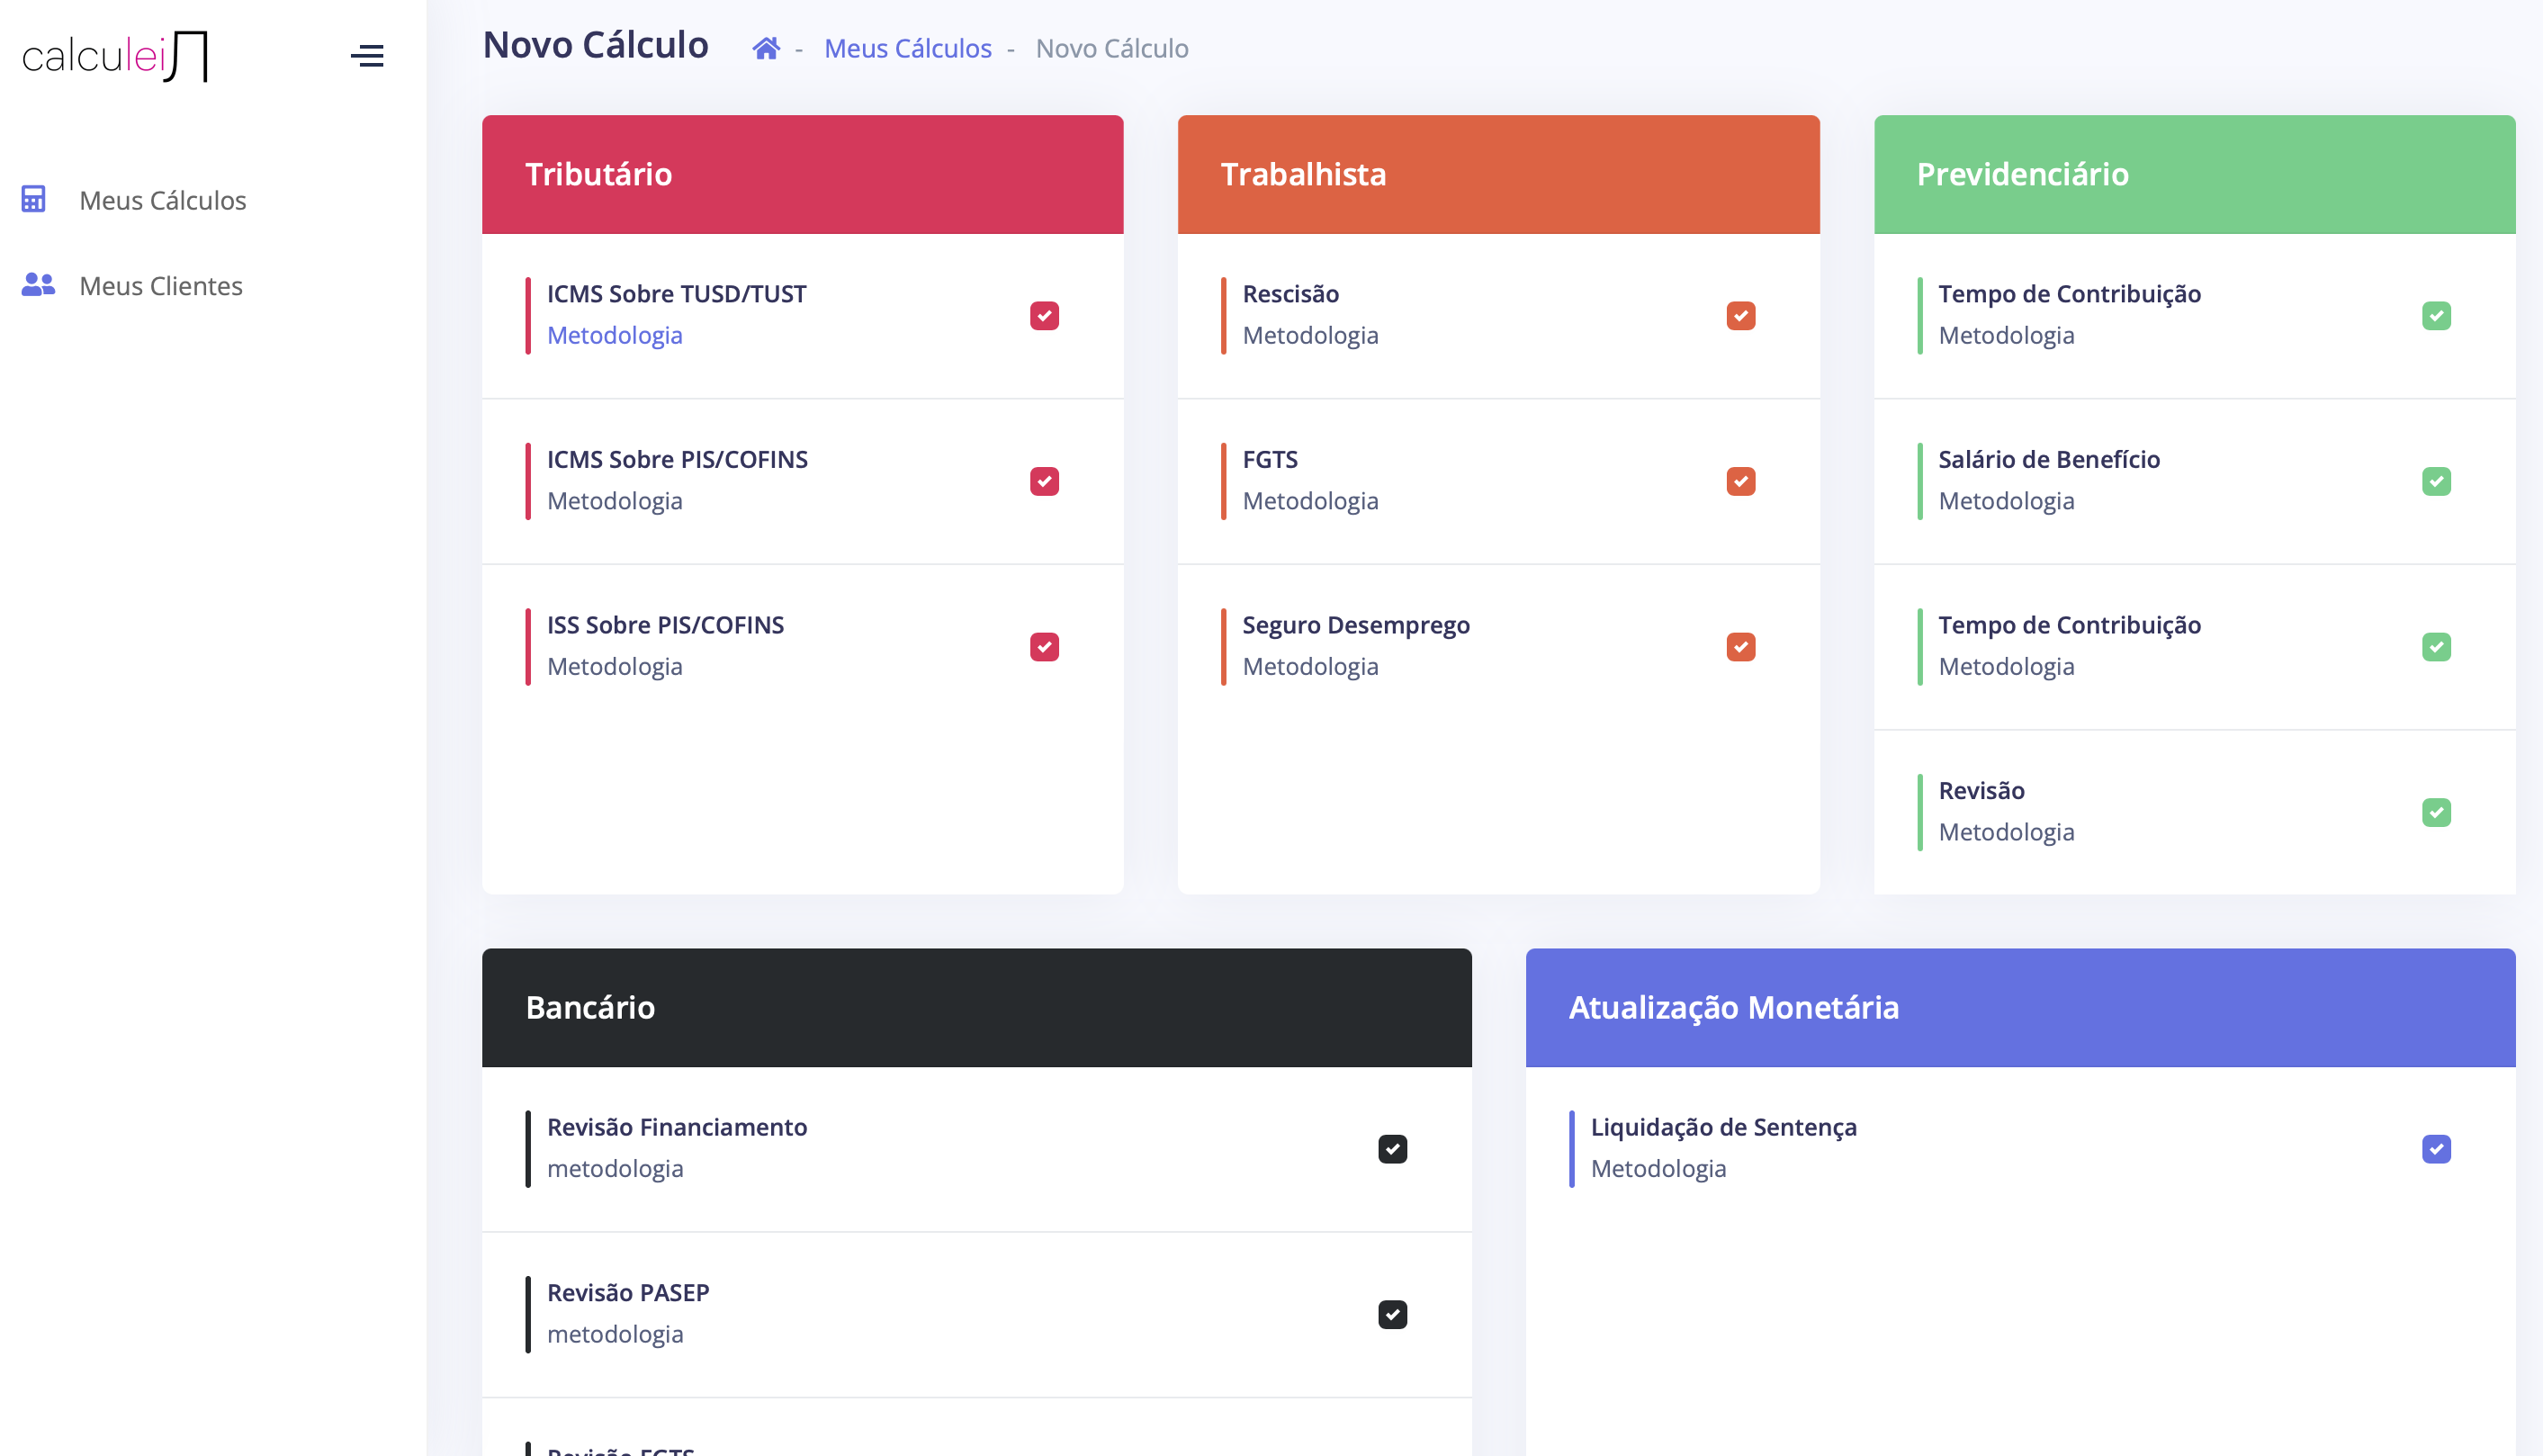 calculei
Novo Cálculo
- Meus Cálculos - Novo Cálculo
Meus Cálculos
Meus Clientes
Tributário
ICMS Sobre TUSD/TUST
Metodologia
ICMS Sobre PIS/COFINS
Metodologia
ISS Sobre PIS/COFINS
Metodologia
Trabalhista
Rescisão
Metodologia
FGTS
Metodologia
Seguro Desemprego
Metodologia
Previdenciário
Tempo de Contribuição
Metodologia
Salário de Benefício
Metodologia
Tempo de Contribuição
Metodologia
Revisão
Metodologia
Bancário
Revisão Financiamento
metodologia
Revisão PASEP
metodologia
Revisão FGTS
Atualização Monetária
Liquidação de Sentença
Metodologia